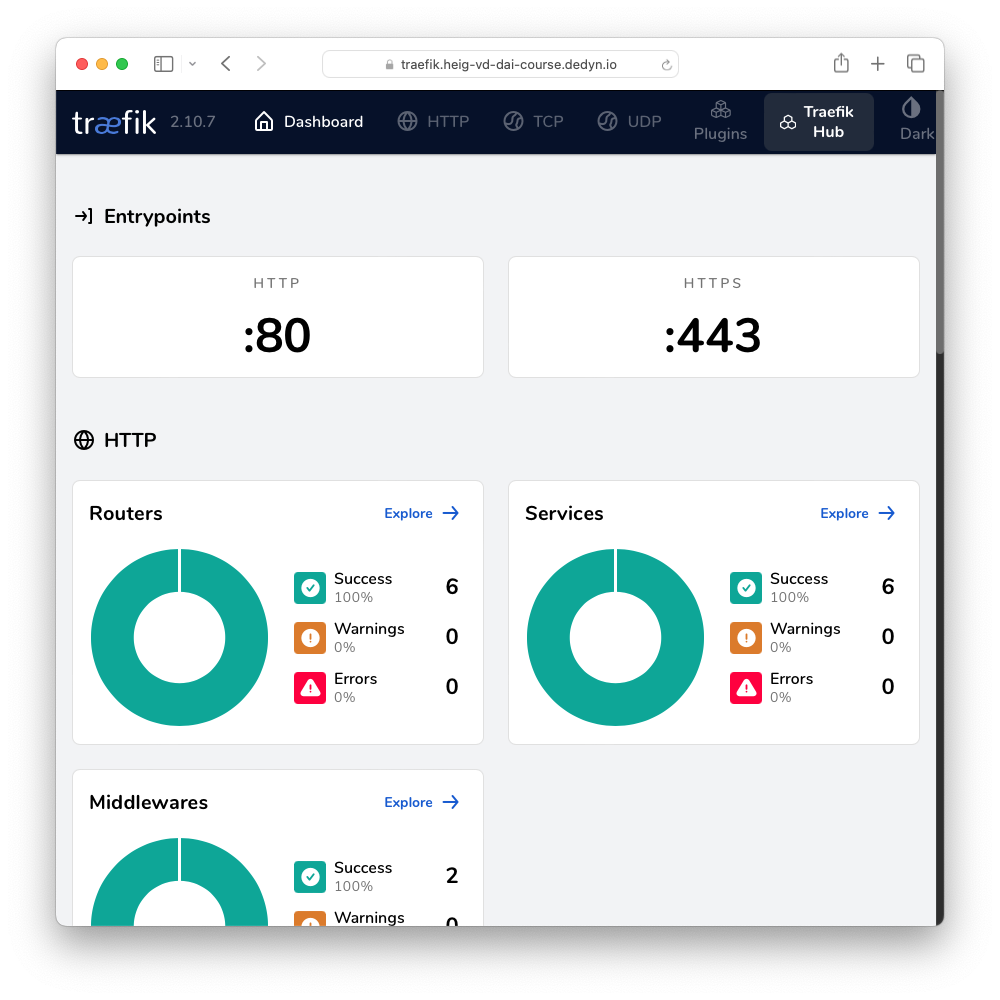 traefik.heig-vd-dai-course.dedyn.io
træfik 2.10.7 Dashboard HTTP TCP UDP Plugins Traefik Hub Dark
Entrypoints
HTTP
:80
HTTPS
:443
HTTP
Routers Explore
Success 6
100%
Warnings 0
0%
Errors 0
0%
Services Explore
Success 6
100%
Warnings 0
0%
Errors 0
0%
Middlewares Explore
Success 2
100%
Warnings 0